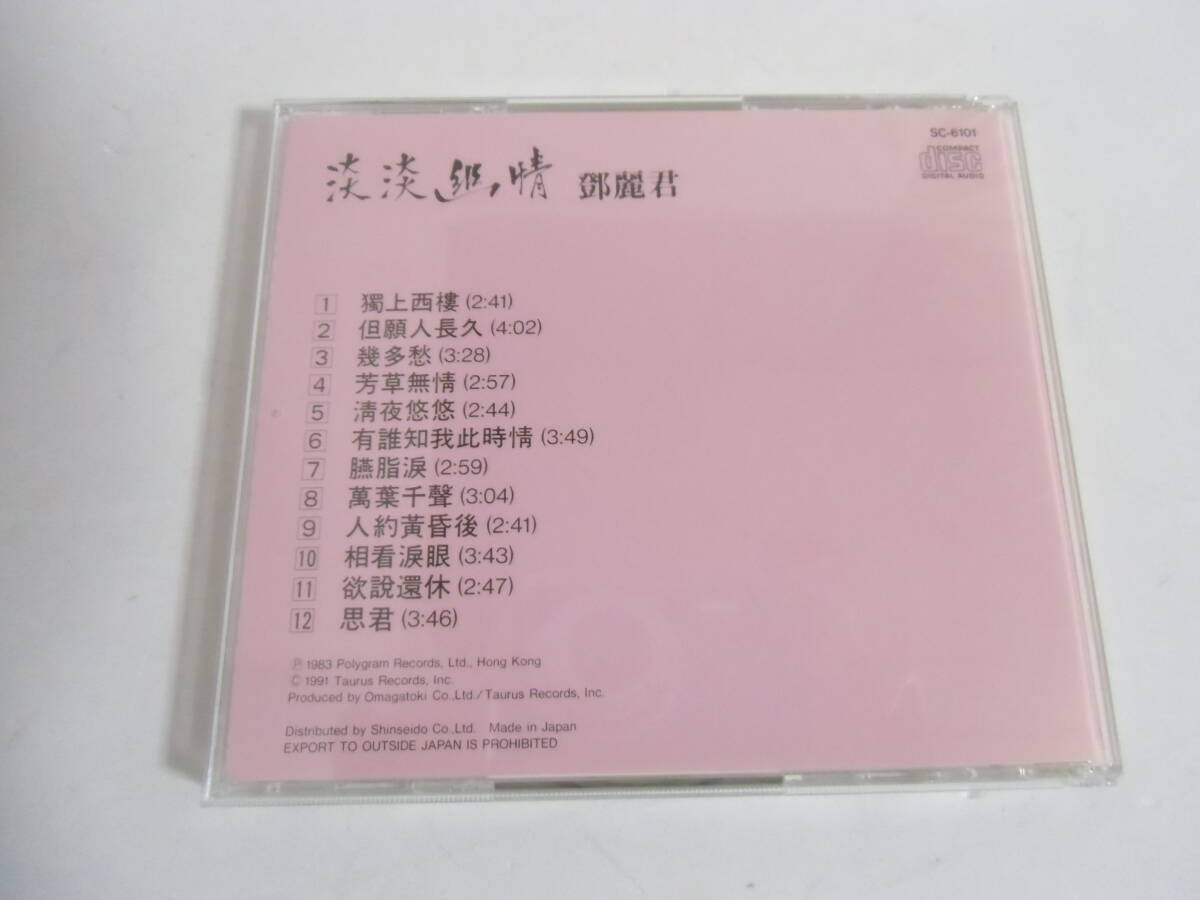 SC-6101
COMPACT
disc
DIGITAL AUDIO
淡淡幽情 鄧麗君
1 獨上西樓 (2:41)
2 但願人長久 (4:02)
3 幾多愁 (3:28)
4 芳草無情 (2:57)
5 淸夜悠悠 (2:44)
6 有誰知我此時情 (3:49)
7 臙脂淚 (2:59)
8 萬葉千聲 (3:04)
9 人約黃昏後 (2:41)
10 相看淚眼 (3:43)
11 欲說還休 (2:47)
12 思君 (3:46)
Ⓟ 1983 Polygram Records, Ltd., Hong Kong
© 1991 Taurus Records, Inc.
Produced by Omagatoki Co.,Ltd./Taurus Records, Inc.
Distributed by Shinseido Co.,Ltd. Made in Japan
EXPORT TO OUTSIDE JAPAN IS PROHIBITED